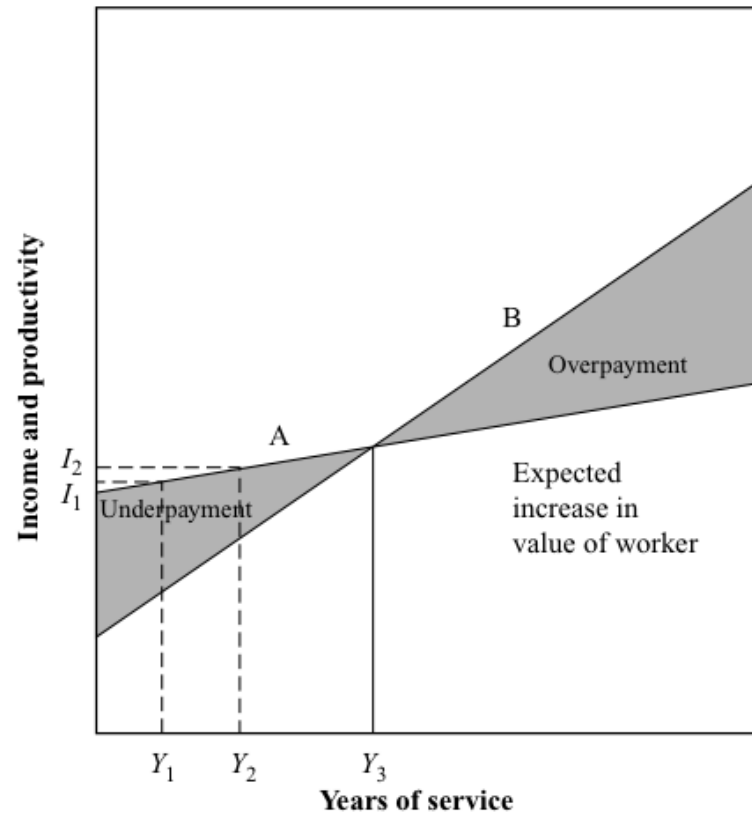 Income and productivity
B
Overpayment
A
I₂
I₁
Underpayment
Expected
increase in
value of worker
Y₁
Y₂
Y₃
Years of service